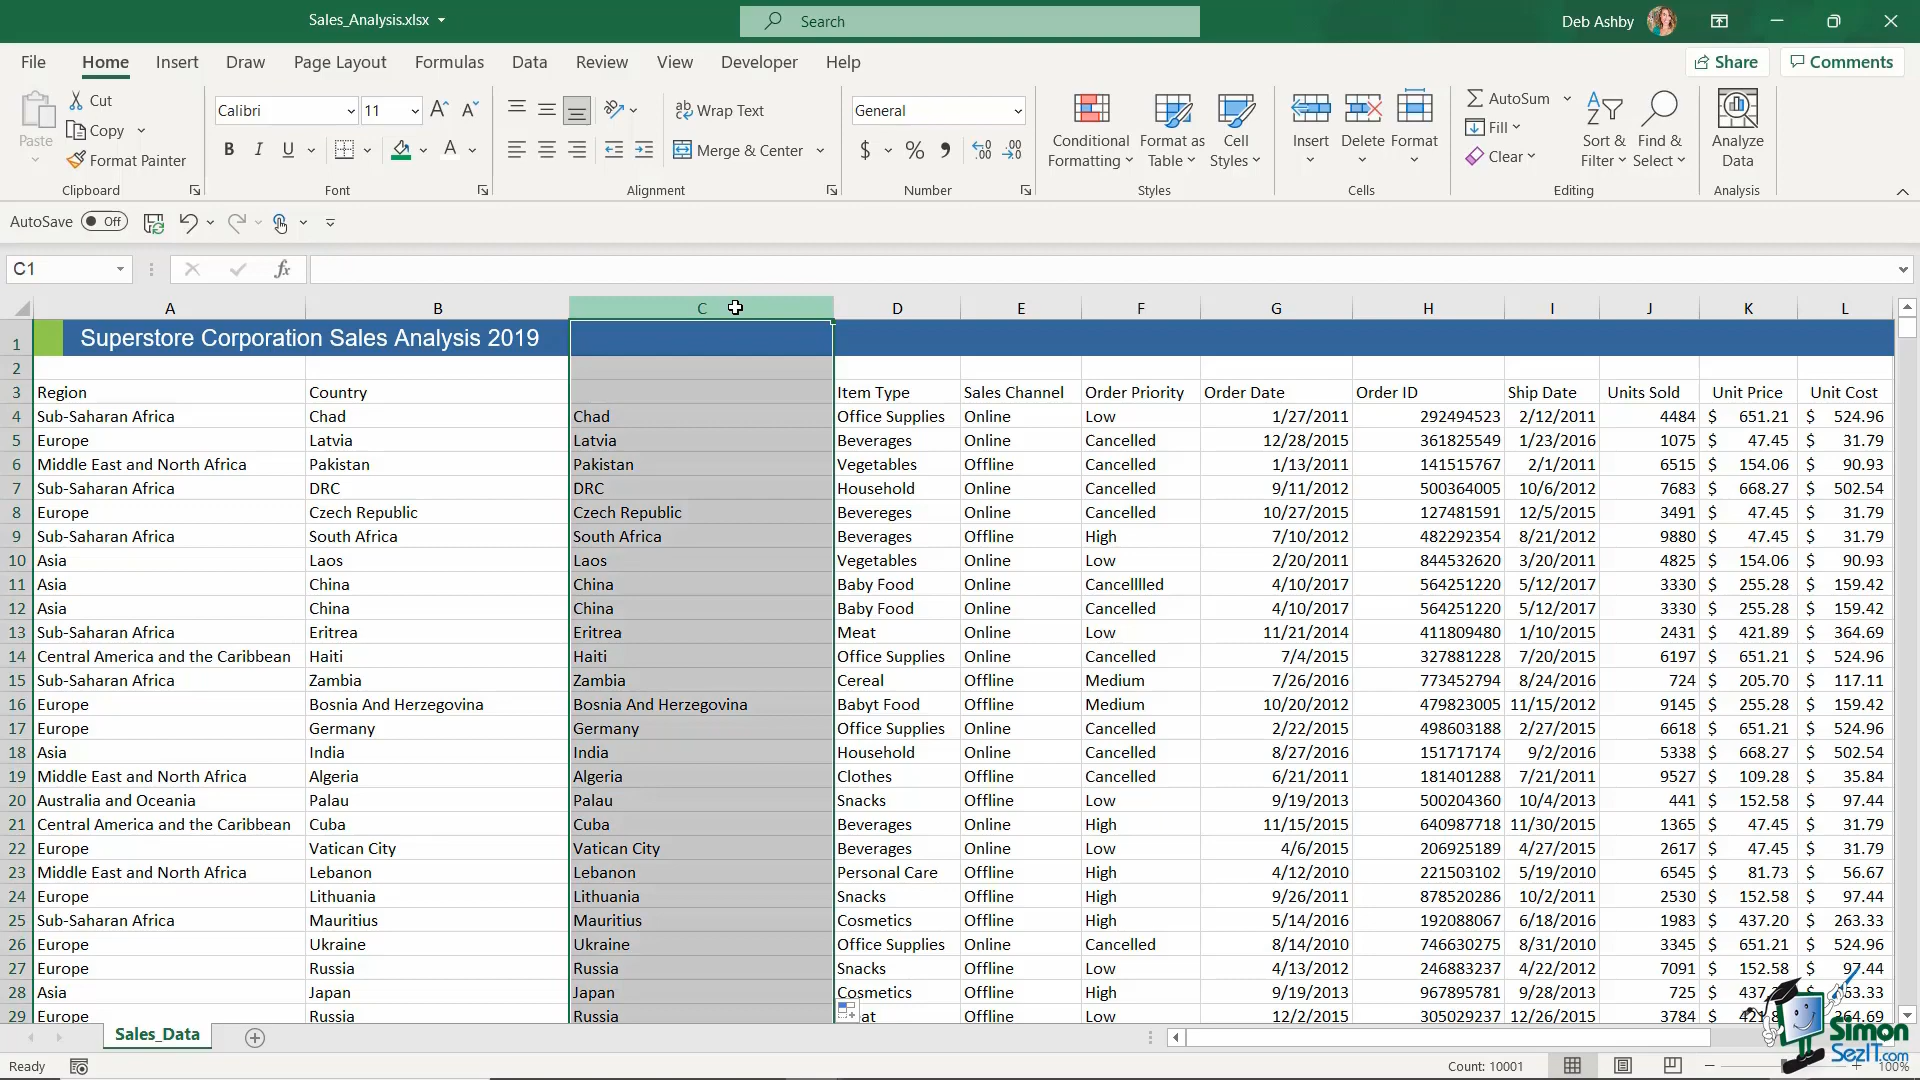 Sales_Analysis.xlsx
Search
Deb Ashby
File Home Insert Draw Page Layout Formulas Data Review View Developer Help
Share Comments
Paste
Cut
Copy
Format Painter
Clipboard
Calibri 11
B I U A
Font
Wrap Text
Merge & Center
Alignment
General
$ % ,
Number
Conditional Formatting
Format as Table
Cell Styles
Styles
Insert Delete Format
Cells
AutoSum
Fill
Clear
Sort & Filter
Find & Select
Editing
Analyze Data
Analysis
AutoSave Off
C1 fx
A B C D E F G H I J K L
1 Superstore Corporation Sales Analysis 2019
2
3 Region Country Item Type Sales Channel Order Priority Order Date Order ID Ship Date Units Sold Unit Price Unit Cost
4 Sub-Saharan Africa Chad Chad Office Supplies Online Low 1/27/2011 292494523 2/12/2011 4484 $ 651.21 $ 524.96
5 Europe Latvia Latvia Beverages Online Cancelled 12/28/2015 361825549 1/23/2016 1075 $ 47.45 $ 31.79
6 Middle East and North Africa Pakistan Pakistan Vegetables Offline Cancelled 1/13/2011 141515767 2/1/2011 6515 $ 154.06 $ 90.93
7 Sub-Saharan Africa DRC DRC Household Online Cancelled 9/11/2012 500364005 10/6/2012 7683 $ 668.27 $ 502.54
8 Europe Czech Republic Czech Republic Bevereges Online Cancelled 10/27/2015 127481591 12/5/2015 3491 $ 47.45 $ 31.79
9 Sub-Saharan Africa South Africa South Africa Beverages Offline High 7/10/2012 482292354 8/21/2012 9880 $ 47.45 $ 31.79
10 Asia Laos Laos Vegetables Online Low 2/20/2011 844532620 3/20/2011 4825 $ 154.06 $ 90.93
11 Asia China China Baby Food Online Cancelllled 4/10/2017 564251220 5/12/2017 3330 $ 255.28 $ 159.42
12 Asia China China Baby Food Online Cancelled 4/10/2017 564251220 5/12/2017 3330 $ 255.28 $ 159.42
13 Sub-Saharan Africa Eritrea Eritrea Meat Online Low 11/21/2014 411809480 1/10/2015 2431 $ 421.89 $ 364.69
14 Central America and the Caribbean Haiti Haiti Office Supplies Online Cancelled 7/4/2015 327881228 7/20/2015 6197 $ 651.21 $ 524.96
15 Sub-Saharan Africa Zambia Zambia Cereal Offline Medium 7/26/2016 773452794 8/24/2016 724 $ 205.70 $ 117.11
16 Europe Bosnia And Herzegovina Bosnia And Herzegovina Babyt Food Offline Medium 10/20/2012 479823005 11/15/2012 9145 $ 255.28 $ 159.42
17 Europe Germany Germany Office Supplies Online Cancelled 2/22/2015 498603188 2/27/2015 6618 $ 651.21 $ 524.96
18 Asia India India Household Online Cancelled 8/27/2016 151717174 9/2/2016 5338 $ 668.27 $ 502.54
19 Middle East and North Africa Algeria Algeria Clothes Offline Cancelled 6/21/2011 181401288 7/21/2011 9527 $ 109.28 $ 35.84
20 Australia and Oceania Palau Palau Snacks Offline Low 9/19/2013 500204360 10/4/2013 441 $ 152.58 $ 97.44
21 Central America and the Caribbean Cuba Cuba Beverages Online High 11/15/2015 640987718 11/30/2015 1365 $ 47.45 $ 31.79
22 Europe Vatican City Vatican City Beverages Online Low 4/6/2015 206925189 4/27/2015 2617 $ 47.45 $ 31.79
23 Middle East and North Africa Lebanon Lebanon Personal Care Offline High 4/12/2010 221503102 5/19/2010 6545 $ 81.73 $ 56.67
24 Europe Lithuania Lithuania Snacks Offline High 9/26/2011 878520286 10/2/2011 2530 $ 152.58 $ 97.44
25 Sub-Saharan Africa Mauritius Mauritius Cosmetics Offline High 5/14/2016 192088067 6/18/2016 1983 $ 437.20 $ 263.33
26 Europe Ukraine Ukraine Office Supplies Online Cancelled 8/14/2010 746630275 8/31/2010 3345 $ 651.21 $ 524.96
27 Europe Russia Russia Snacks Offline Low 4/13/2012 246883237 4/22/2012 7091 $ 152.58 $ 97.44
28 Asia Japan Japan Cosmetics Offline High 9/19/2013 967895781 9/28/2013 725 $
29 Europe Russia Russia Offline Low 12/2/2015 305029237 12/26/2015 3784 $
Sales_Data
Simon SezIT.com
Ready Count: 10001 100%